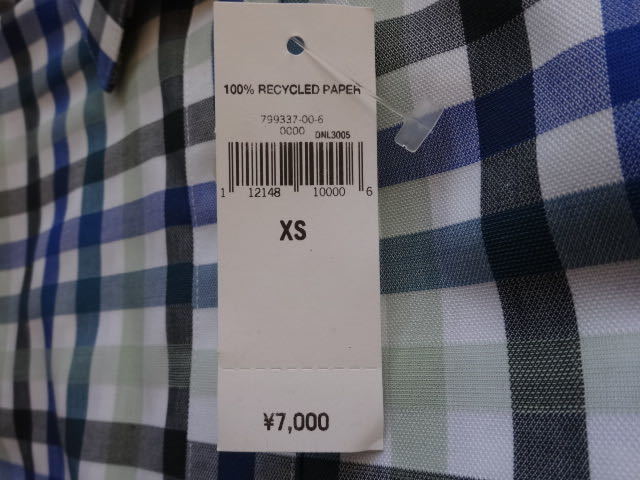 100% RECYCLED PAPER
799337-00-6
0000 DNL3005
1 12148 10000 6
XS
¥7,000